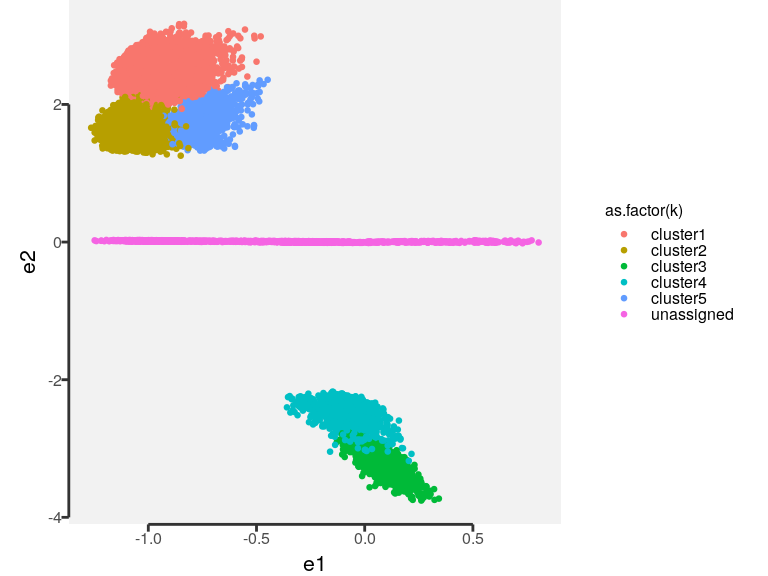 2
0
-2
-4
e2
-1.0
-0.5
0.0
0.5
e1
as.factor(k)
cluster1
cluster2
cluster3
cluster4
cluster5
unassigned